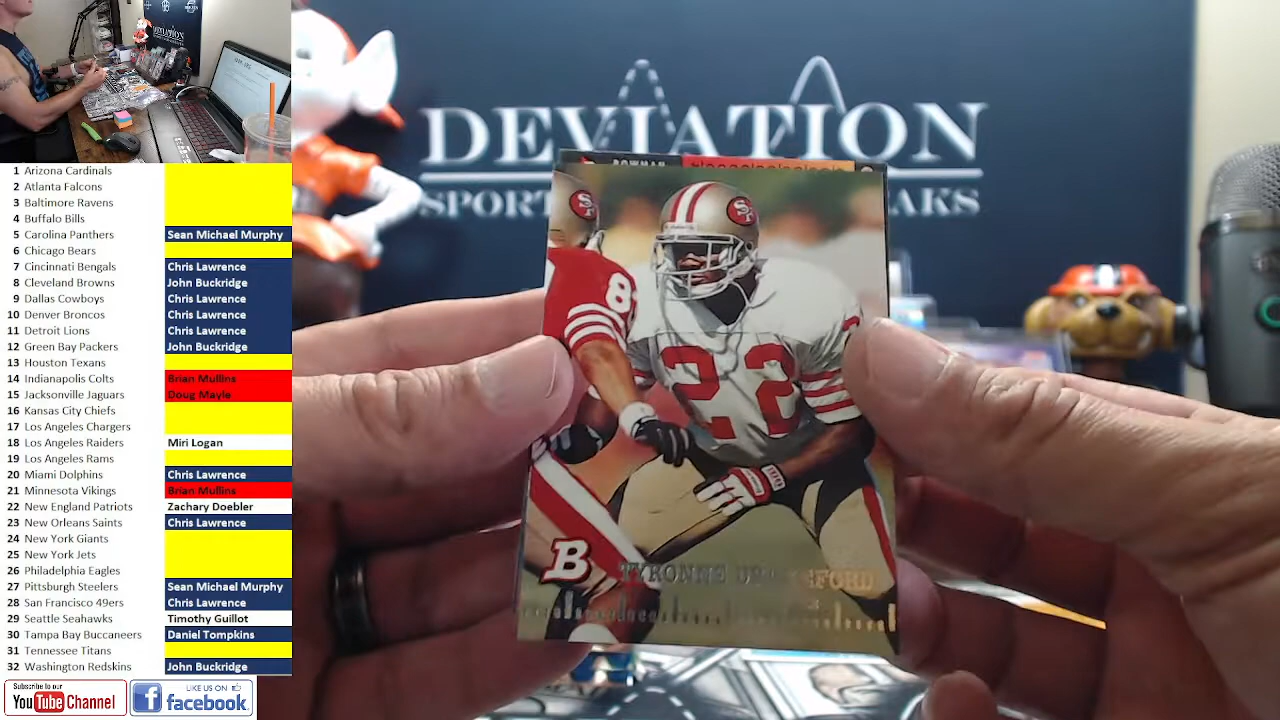 1 Arizona Cardinals
2 Atlanta Falcons
3 Baltimore Ravens
4 Buffalo Bills
5 Carolina Panthers Sean Michael Murphy
6 Chicago Bears
7 Cincinnati Bengals Chris Lawrence
8 Cleveland Browns John Buckridge
9 Dallas Cowboys Chris Lawrence
10 Denver Broncos Chris Lawrence
11 Detroit Lions Chris Lawrence
12 Green Bay Packers John Buckridge
13 Houston Texans
14 Indianapolis Colts Brian Mullins
15 Jacksonville Jaguars Doug Mayle
16 Kansas City Chiefs
17 Los Angeles Chargers
18 Los Angeles Raiders Miri Logan
19 Los Angeles Rams
20 Miami Dolphins Chris Lawrence
21 Minnesota Vikings Brian Mullins
22 New England Patriots Zachary Doebler
23 New Orleans Saints Chris Lawrence
24 New York Giants
25 New York Jets
26 Philadelphia Eagles
27 Pittsburgh Steelers Sean Michael Murphy
28 San Francisco 49ers Chris Lawrence
29 Seattle Seahawks Timothy Guillot
30 Tampa Bay Buccaneers Daniel Tompkins
31 Tennessee Titans
32 Washington Redskins John Buckridge
Subscribe to our
YouTube Channel
LIKE US ON
f facebook
DEVIATION
SPORT AKS
BOWMAN
SF
SF
8
22
B
TYRONNE